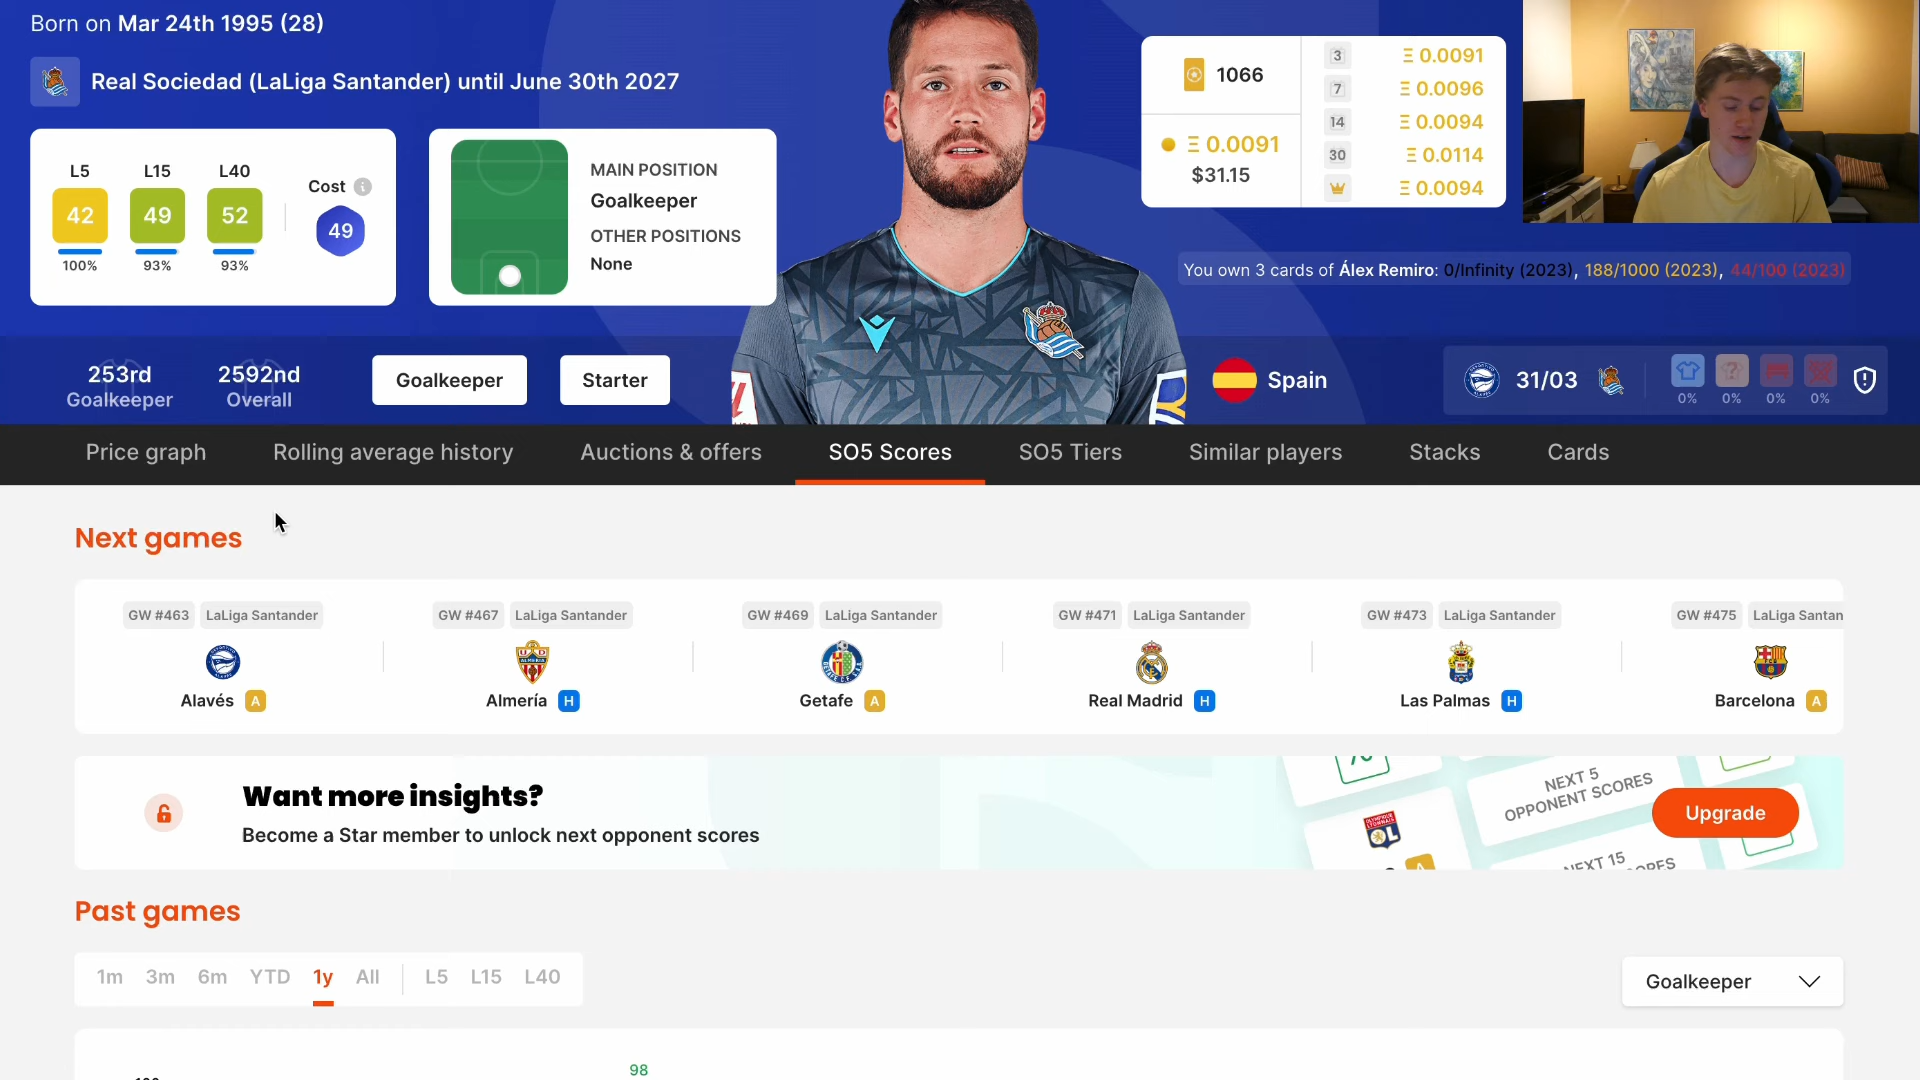 Born on Mar 24th 1995 (28)
Real Sociedad (LaLiga Santander) until June 30th 2027
L5 L15 L40
Cost
42 49 52
49
100% 93% 93%
MAIN POSITION
Goalkeeper
OTHER POSITIONS
None
1066
Ξ 0.0091
$31.15
3 Ξ 0.0091
7 Ξ 0.0096
14 Ξ 0.0094
30 Ξ 0.0114
Ξ 0.0094
You own 3 cards of Álex Remiro: 0/Infinity (2023), 188/1000 (2023), 44/100 (2023)
253rd
Goalkeeper
2592nd
Overall
Goalkeeper
Starter
Spain
31/03
0% 0% 0% 0%
Price graph Rolling average history Auctions & offers SO5 Scores SO5 Tiers Similar players Stacks Cards
Next games
GW #463 LaLiga Santander
Alavés A
GW #467 LaLiga Santander
Almería H
GW #469 LaLiga Santander
Getafe A
GW #471 LaLiga Santander
Real Madrid H
GW #473 LaLiga Santander
Las Palmas H
GW #475 LaLiga Santan
Barcelona A
Want more insights?
Become a Star member to unlock next opponent scores
NEXT 5
OPPONENT SCORES
NEXT 15
Upgrade
Past games
1m 3m 6m YTD 1y All L5 L15 L40
Goalkeeper
98